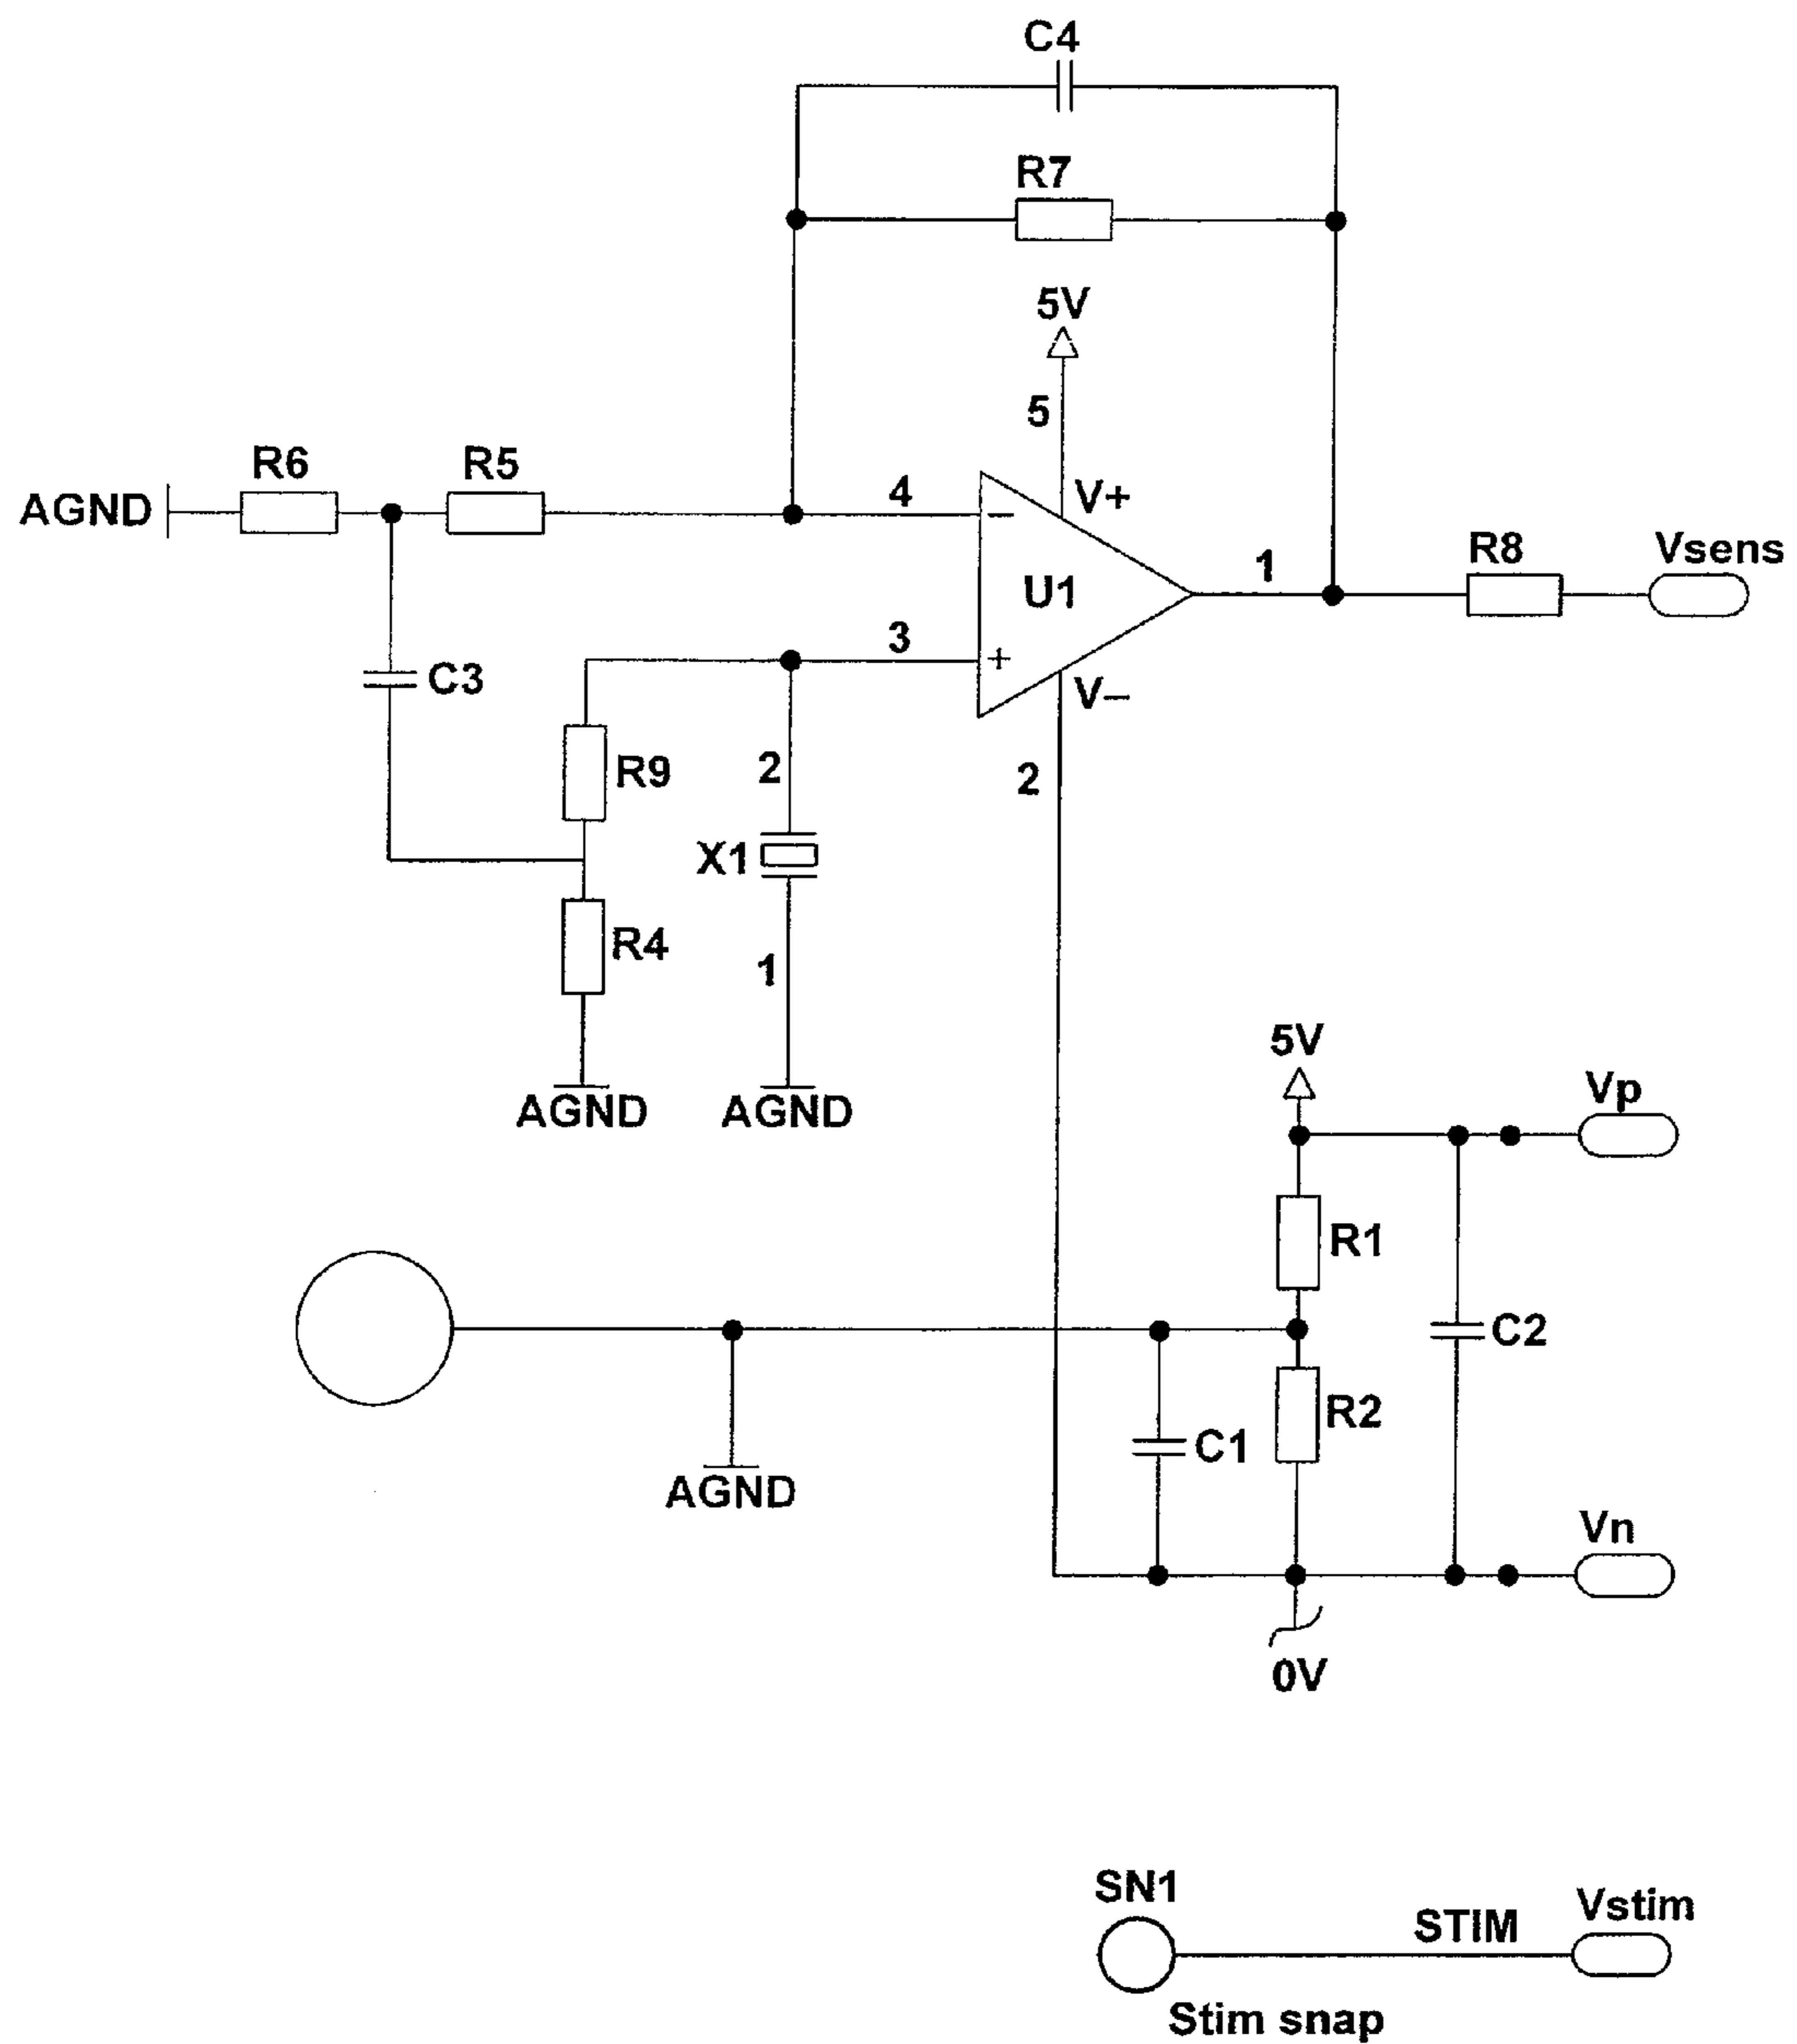 C4
R7
5V
5
R6 R5
AGND
4
V+
−
U1
1
R8 Vsens
3
+
V−
C3
2
R9
2
X1
R4
1
AGND AGND
5V
Vp
R1
C2
R2
C1
AGND
Vn
0V
SN1
STIM Vstim
Stim snap